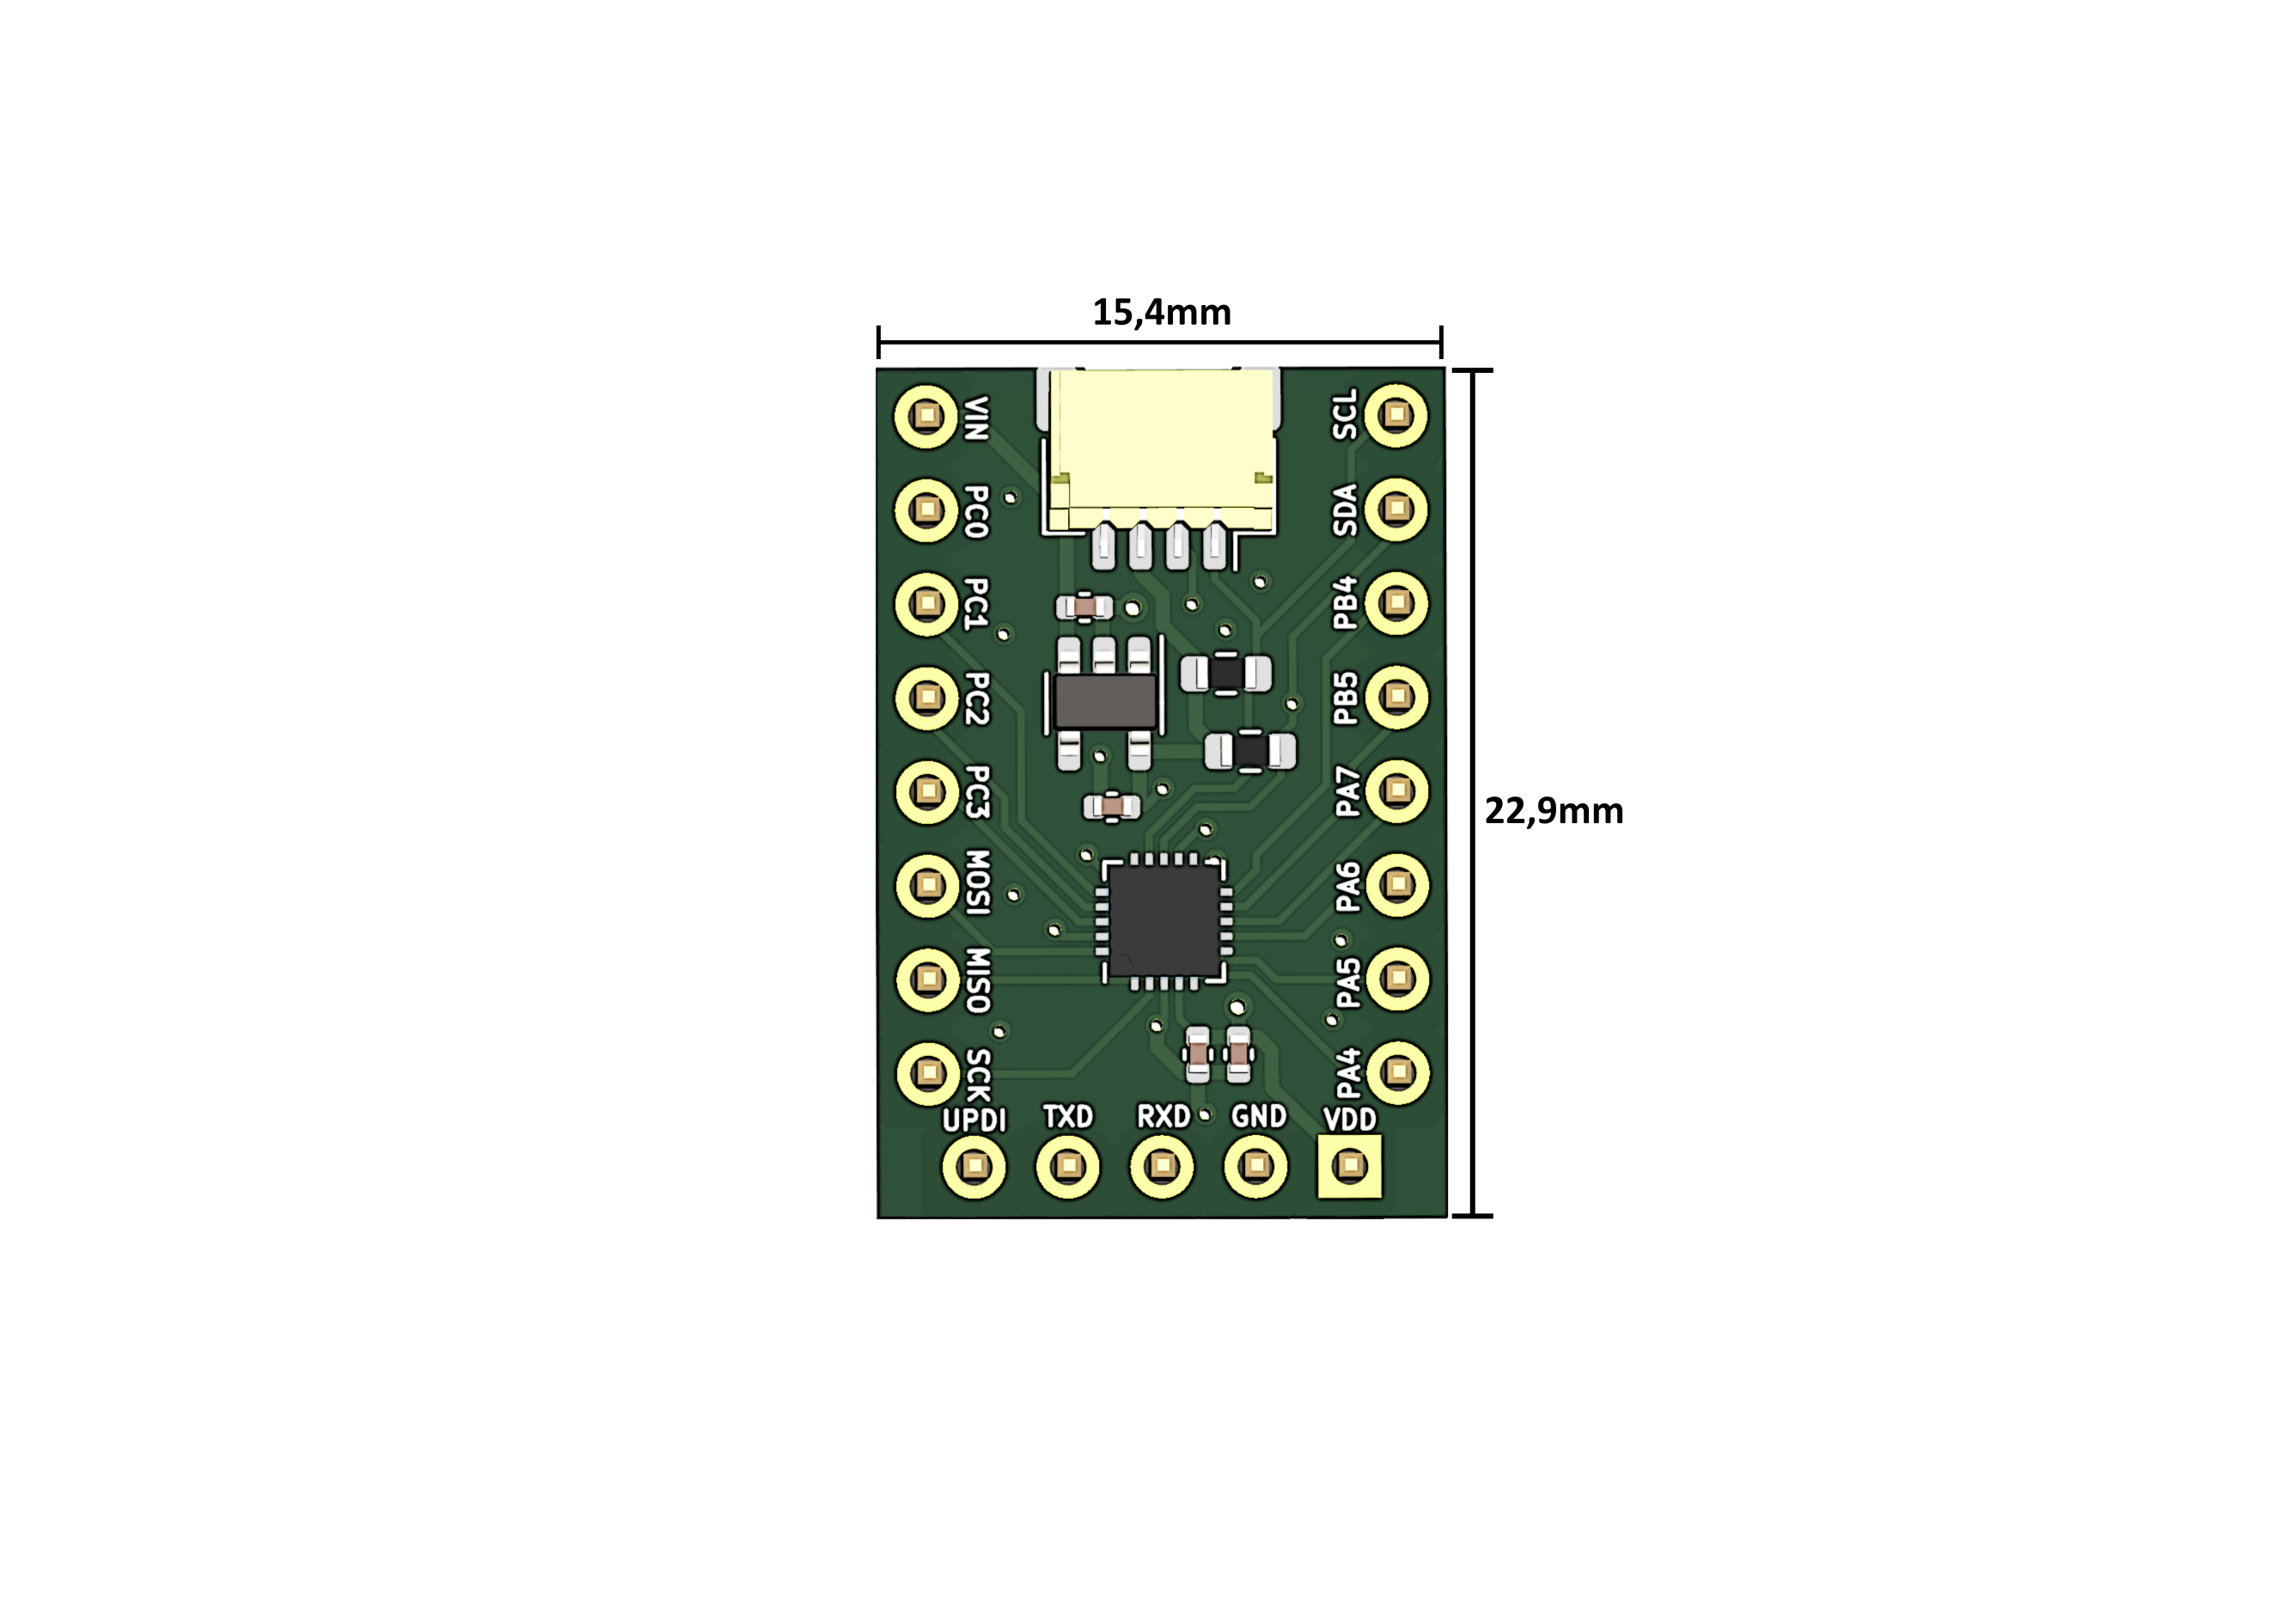 15,4mm
VIN
SCL
PC0
SDA
PC1
PB4
PC2
PB5
PC3
PA7
22,9mm
MOSI
PA6
MISO
PA5
SCK
PA4
UPDI TXD RXD GND VDD